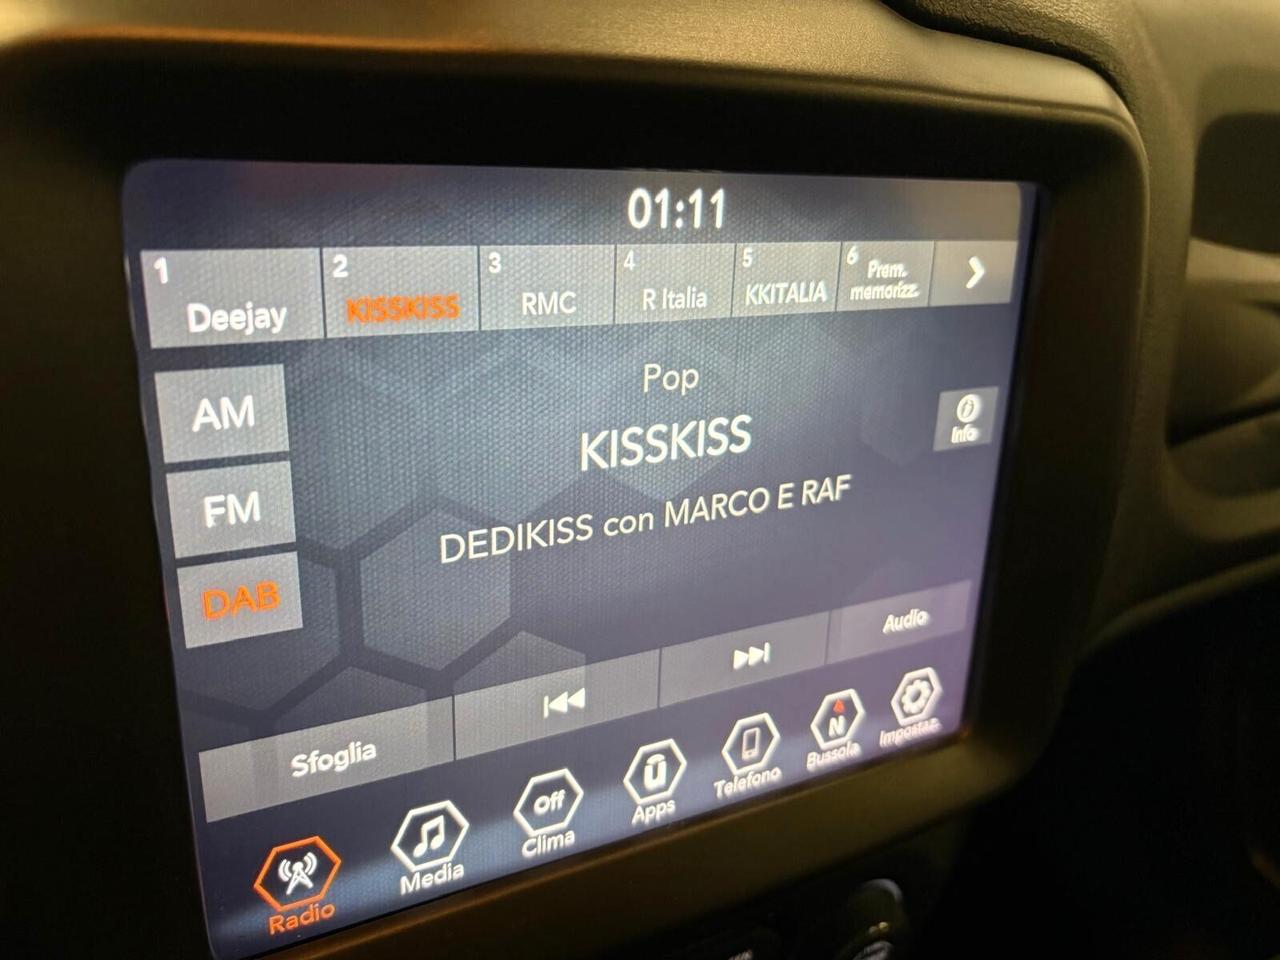 01:11
1 Deejay
2 KISSKISS
3 RMC
4 R Italia
5 KKITALIA
6 Prem.
memorizz.
AM
FM
DAB
Pop
KISSKISS
DEDIKISS con MARCO E RAF
Info
Sfoglia
Audio
Radio
Media
Off
Clima
Apps
Telefono
N
Bussola
Impostaz.